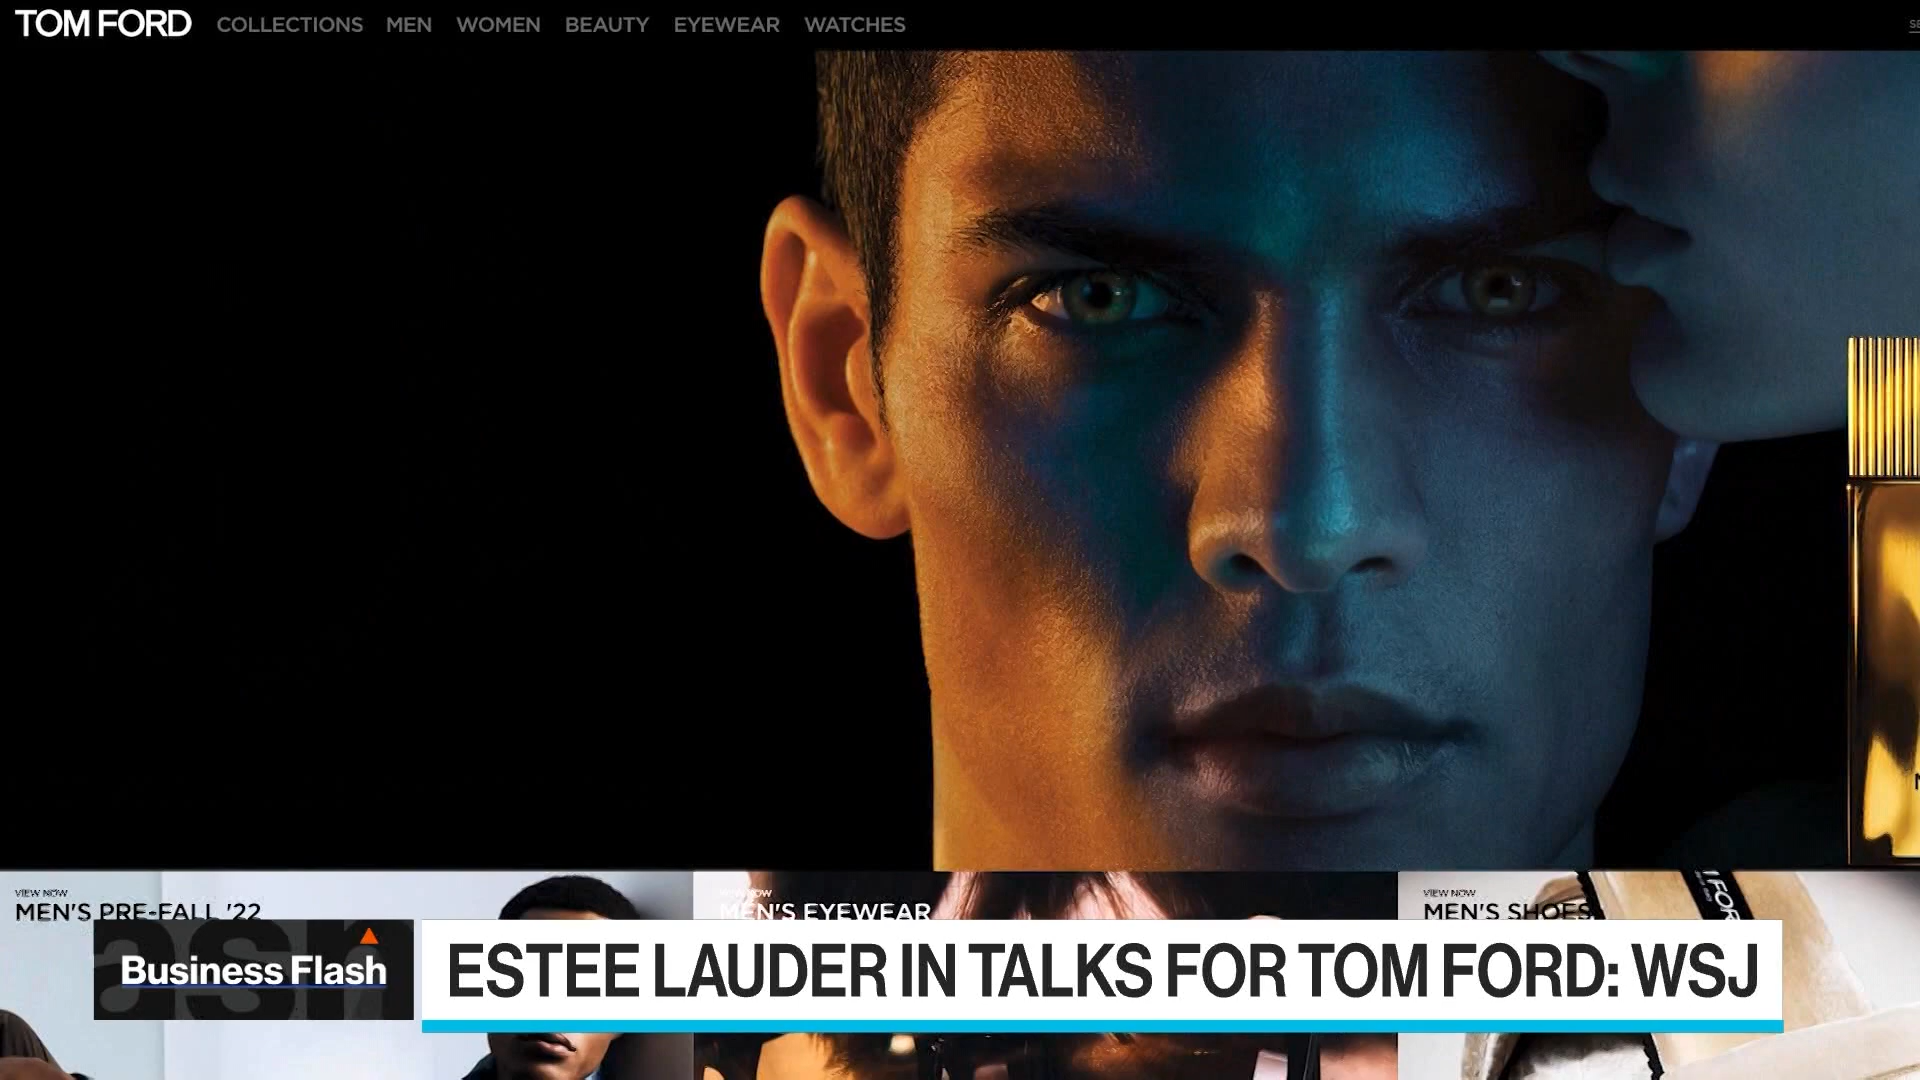 TOM FORD COLLECTIONS MEN WOMEN BEAUTY EYEWEAR WATCHES
VIEW NOW
MEN'S PRE-FALL '22
MEN'S EYEWEAR
VIEW NOW
MEN'S SHOES
Business Flash
ESTEE LAUDER IN TALKS FOR TOM FORD: WSJ